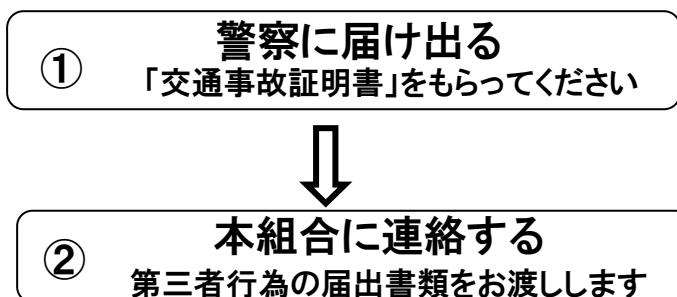 ① 警察に届け出る
「交通事故証明書」をもらってください
② 本組合に連絡する
第三者行為の届出書類をお渡しします